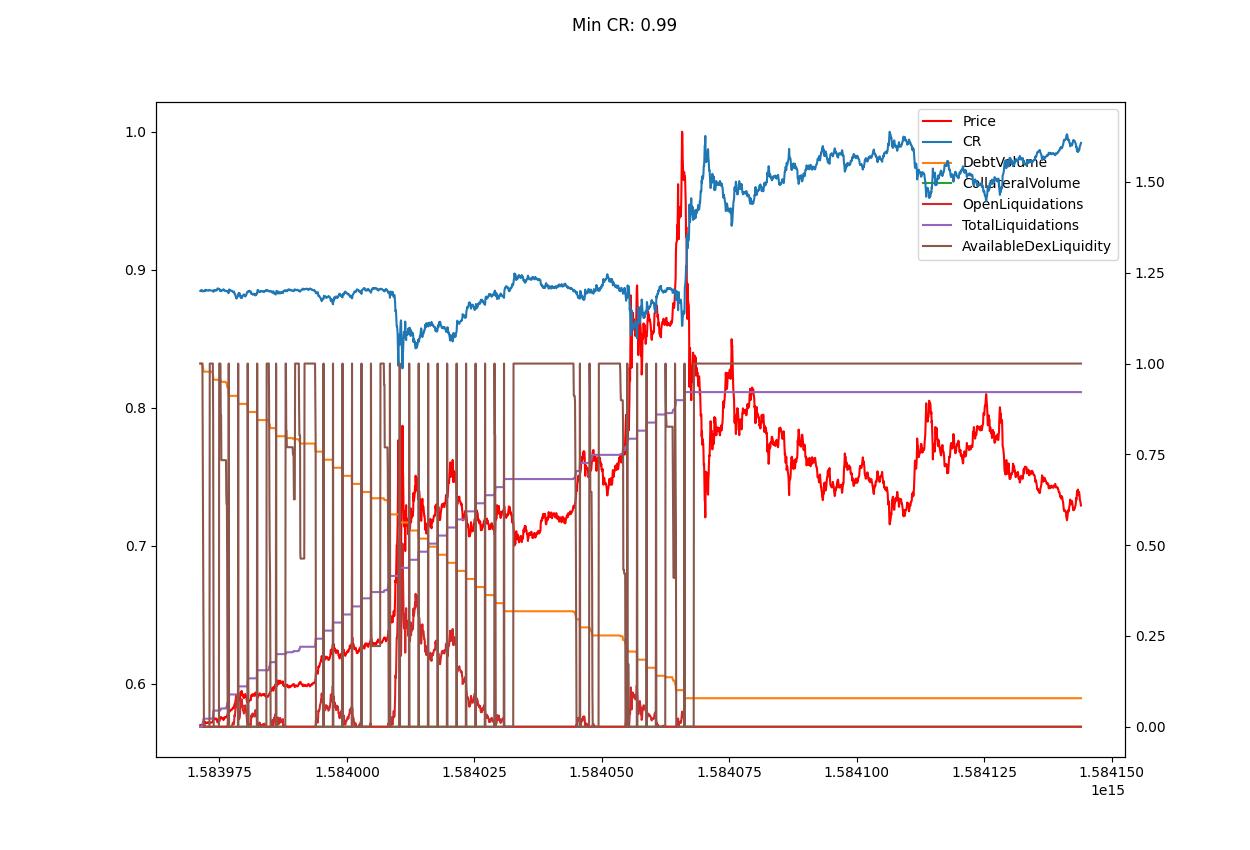 Min CR: 0.99
1.0
0.9
0.8
0.7
0.6
Price
CR
DebtVolume
CollateralVolume
OpenLiquidations
TotalLiquidations
AvailableDexLiquidity
1.50
1.25
1.00
0.75
0.50
0.25
0.00
1.583975 1.584000 1.584025 1.584050 1.584075 1.584100 1.584125 1.584150
1e15